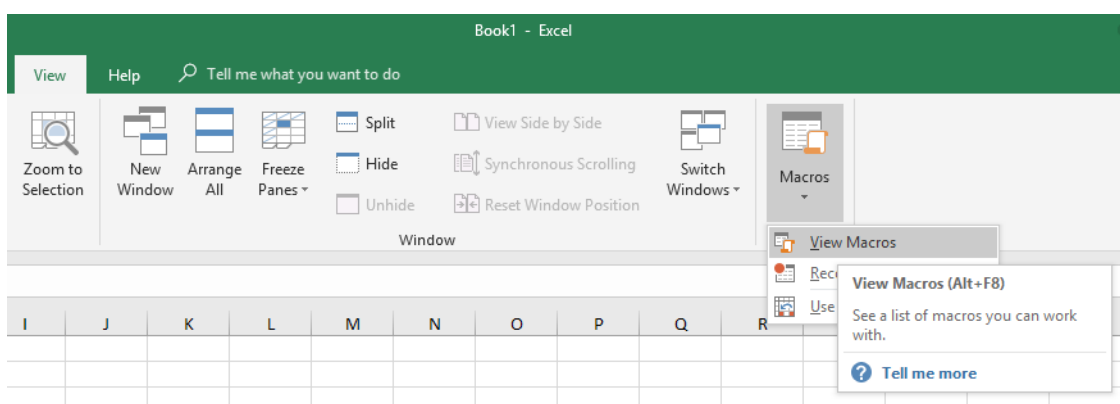 Book1 - Excel
View Help Tell me what you want to do
Split
View Side by Side
Hide
Synchronous Scrolling
Unhide
Reset Window Position
Zoom to
Selection
New
Window
Arrange
All
Freeze
Panes
Switch
Windows
Macros
Window
View Macros
Reco
Use
View Macros (Alt+F8)
See a list of macros you can work
with.
Tell me more
I J K L M N O P Q R